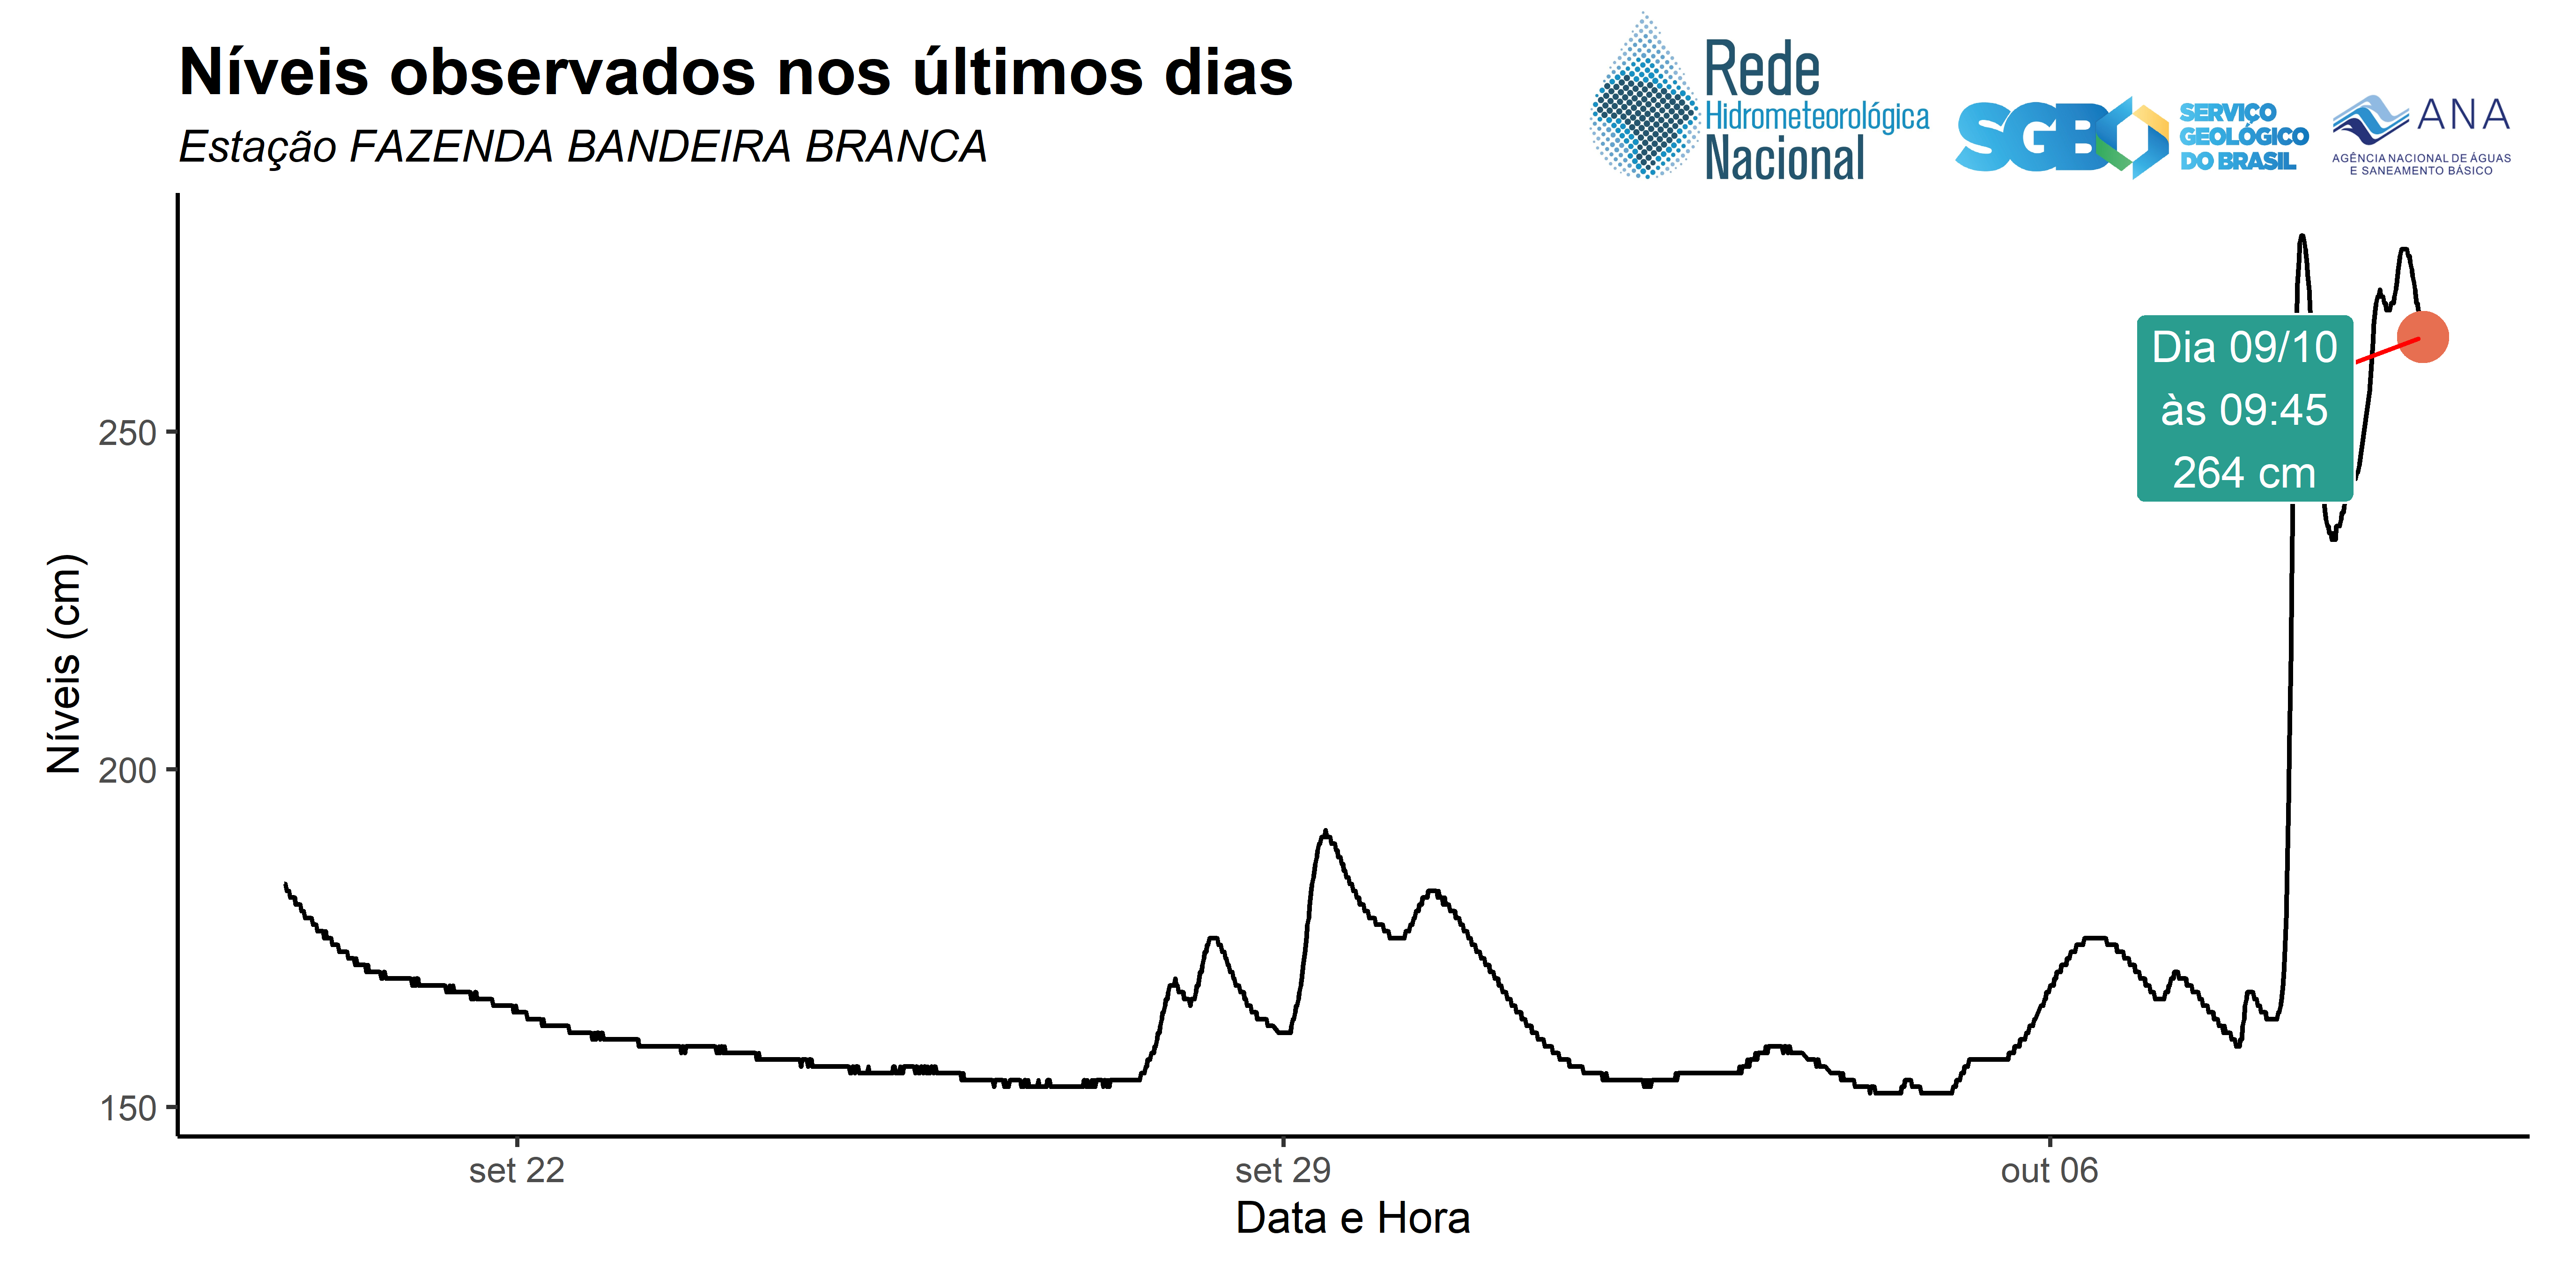 Níveis observados nos últimos dias
Estação FAZENDA BANDEIRA BRANCA
Rede
Hidrometeorológica
Nacional
SGB
SERVIÇO
GEOLÓGICO
DO BRASIL
ANA
AGÊNCIA NACIONAL DE ÁGUAS
E SANEAMENTO BÁSICO
Dia 09/10
às 09:45
264 cm
Níveis (cm)
250
200
150
set 22
set 29
out 06
Data e Hora